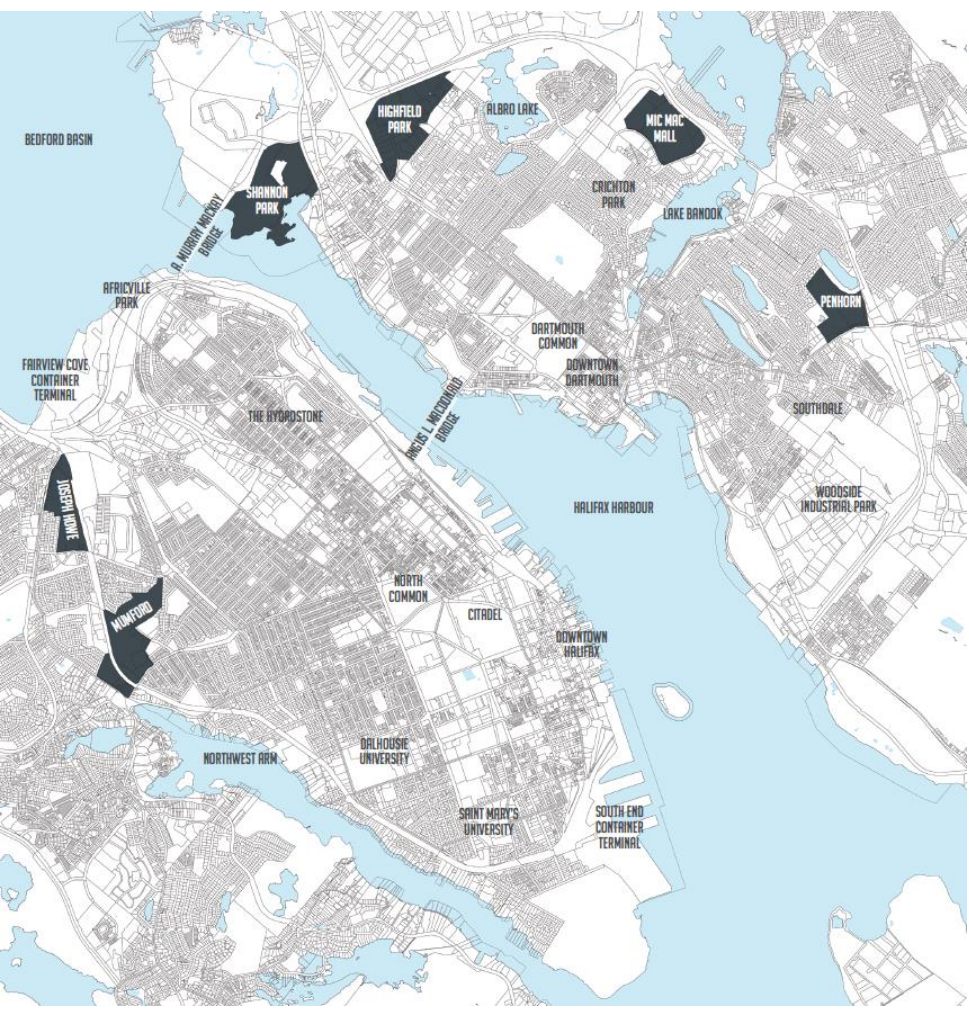 HIGHFIELD
PARK
ALBRO LAKE
MIC MAC
MALL
BEDFORD BASIN
SHANNON
PARK
CRICHTON
PARK
LAKE BANOOK
A. MURRAY MACKAY
BRIDGE
AFRICVILLE
PARK
PENHORN
DARTMOUTH
COMMON
FAIRVIEW COVE
CONTAINER
TERMINAL
DOWNTOWN
DARTMOUTH
THE HYDRDSTONE
ANGUS L. MACDONALD
BRIDGE
SOUTHDALE
JOSEPH HOWE
WOODSIDE
INDUSTRIAL PARK
HALIFAX HARBOUR
NORTH
COMMON
CITADEL
MUMFORD
DOWNTOWN
HALIFAX
NORTHWEST ARM
DALHOUSIE
UNIVERSITY
SAINT MARY'S
UNIVERSITY
SOUTH END
CONTAINER
TERMINAL